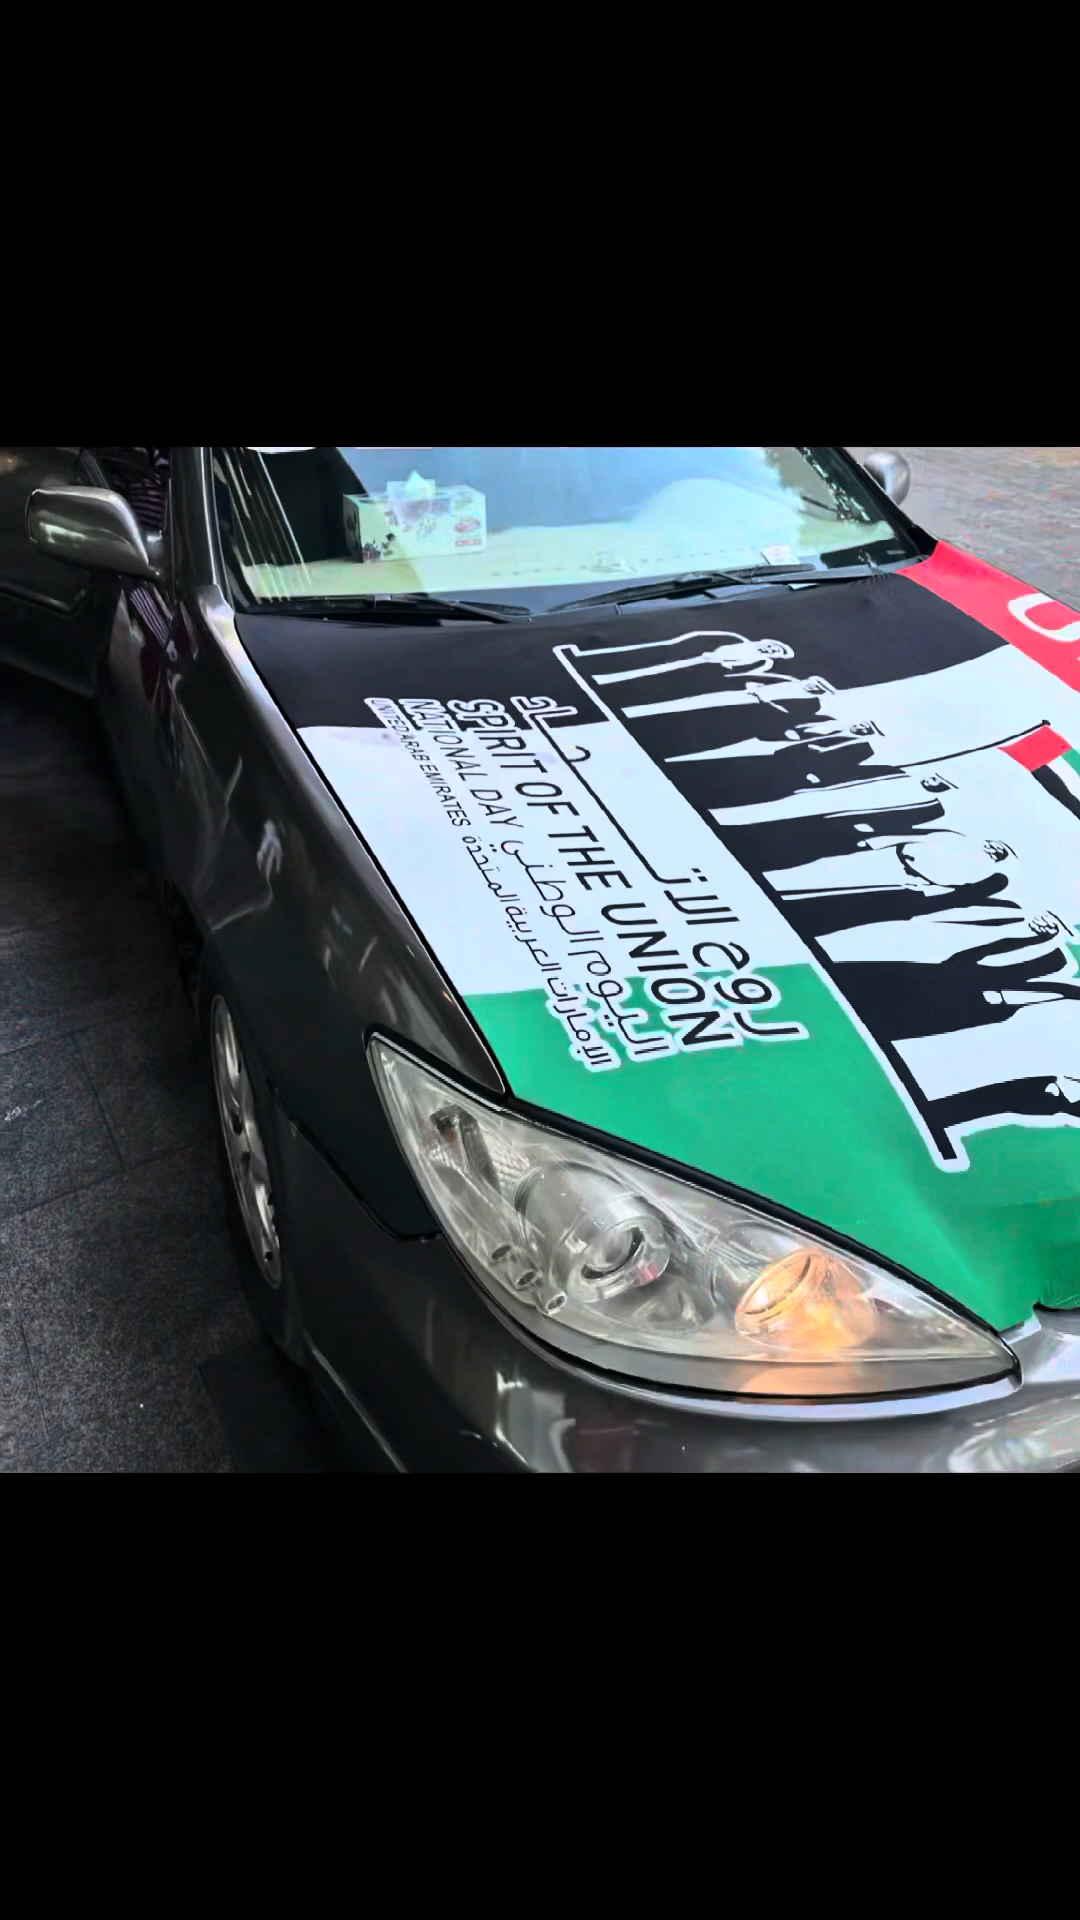 روح الاتحاد
SPIRIT OF THE UNION
NATIONAL DAY اليوم الوطني
UNITED ARAB EMIRATES الإمارات العربية المتحدة